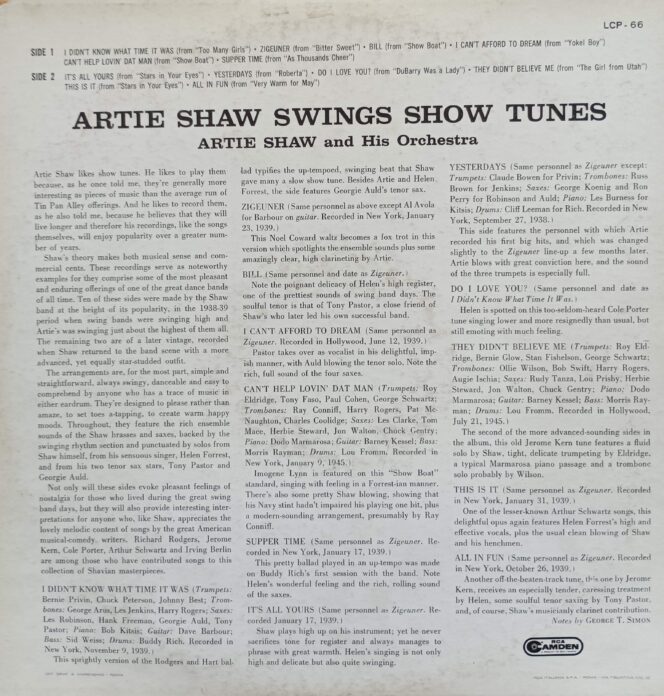 LCP - 66
SIDE 1 I DIDN'T KNOW WHAT TIME IT WAS (from "Too Many Girls") • ZIGEUNER (from "Bitter Sweet") • BILL (from "Show Boat") • I CAN'T AFFORD TO DREAM (from "Yokel Boy")
CAN'T HELP LOVIN' DAT MAN (from "Show Boat") • SUPPER TIME (from "As Thousands Cheer")
SIDE 2 IT'S ALL YOURS (from "Stars in Your Eyes") • YESTERDAYS (from "Roberta") • DO I LOVE YOU? (from "DuBarry Was a Lady") • THEY DIDN'T BELIEVE ME (from "The Girl from Utah")
THIS IS IT (from "Stars in Your Eyes") • ALL IN FUN (from "Very Warm for May")
ARTIE SHAW SWINGS SHOW TUNES
ARTIE SHAW and His Orchestra
Artie Shaw likes show tunes. He likes to play them
because, as he once told me, they're generally more
interesting as pieces of music than the average run of
Tin Pan Alley offerings. And he likes to record them,
as he also told me, because he believes that they will
live longer and therefore his recordings, like the songs
themselves, will enjoy popularity over a greater num-
ber of years.
Shaw's theory makes both musical sense and com-
mercial cents. These recordings serve as noteworthy
examples for they comprise some of the most pleasant
and enduring offerings of one of the great dance bands
of all time. Ten of these sides were made by the Shaw
band at the height of its popularity, in the 1938-39
period when swing bands were swinging high and
Artie's was swinging just about the highest of them all.
The remaining two are of a later vintage, recorded
when Shaw returned to the band scene with a more
advanced, yet equally star-studded outfit.
The arrangements are, for the most part, simple and
straightforward, always swingy, danceable and easy to
comprehend by anyone who has a trace of music in
either eardrum. They're designed to please rather than
amaze, to set toes a-tapping, to create warm happy
moods. Throughout, they feature the rich ensemble
sounds of the Shaw brasses and saxes, backed by the
swinging rhythm section and punctuated by solos from
Shaw himself, from his sensuous singer, Helen Forrest,
and from his two tenor sax stars, Tony Pastor and
Georgie Auld.
Not only will these sides evoke pleasant feelings of
nostalgia for those who lived during the great swing
band days, but they will also provide interesting inter-
pretations for anyone who, like Shaw, appreciates the
lovely melodic content of songs by the great American
musical-comedy writers. Richard Rodgers, Jerome
Kern, Cole Porter, Arthur Schwartz and Irving Berlin
are among those who have contributed songs to this
collection of Shavian masterpieces.
I DIDN'T KNOW WHAT TIME IT WAS (Trumpets:
Bernie Privin, Chuck Peterson, Johnny Best; Trom-
bones: George Arus, Les Jenkins, Harry Rogers; Saxes:
Les Robinson, Hank Freeman, Georgie Auld, Tony
Pastor; Piano: Bob Kitsis; Guitar: Dave Barbour;
Bass: Sid Weiss; Drums: Buddy Rich. Recorded in
New York, November 9, 1939.)
This sprightly version of the Rodgers and Hart bal-
lad typifies the up-tempoed, swinging beat that Shaw
gave many a slow show tune. Besides Artie and Helen
Forrest, the side features Georgie Auld's tenor sax.
ZIGEUNER (Same personnel as above except Al Avola
for Barbour on guitar. Recorded in New York, January
23, 1939.)
This Noel Coward waltz becomes a fox trot in this
version which spotlights the ensemble sounds plus some
amazingly clear, high clarineting by Artie.
BILL (Same personnel and date as Zigeuner.)
Note the poignant delicacy of Helen's high register,
one of the prettiest sounds of swing band days. The
soulful tenor is that of Tony Pastor, a close friend of
Shaw's who later led his own successful band.
I CAN'T AFFORD TO DREAM (Same personnel as
Zigeuner. Recorded in Hollywood, June 12, 1939.)
Pastor takes over as vocalist in his delightful, imp-
ish manner, with Auld blowing the tenor solo. Note the
rich, full sound of the four saxes.
CAN'T HELP LOVIN' DAT MAN (Trumpets: Roy
Eldridge, Tony Faso, Paul Cohen, George Schwartz;
Trombones: Ray Conniff, Harry Rogers, Pat Mc-
Naughton, Charles Coolidge; Saxes: Les Clarke, Tom
Mace, Herbie Steward, Jon Walton, Chuck Gentry;
Piano: Dodo Marmarosa; Guitar: Barney Kessel; Bass:
Morris Rayman; Drums: Lou Fromm. Recorded in
New York, January 9, 1945.)
Imogene Lynn is featured on this "Show Boat"
standard, singing with feeling in a Forrest-ian manner.
There's also some pretty Shaw blowing, showing that
his Navy stint hadn't impaired his playing one bit, plus
a modern-sounding arrangement, presumably by Ray
Conniff.
SUPPER TIME (Same personnel as Zigeuner. Re-
corded in New York, January 17, 1939.)
This pretty ballad played in an up-tempo was made
on Buddy Rich's first session with the band. Note
Helen's wonderful feeling and the rich, rolling sound
of the saxes.
IT'S ALL YOURS (Same personnel as Zigeuner. Re-
corded January 17, 1939.)
Shaw plays high up on his instrument; yet he never
sacrifices tone for register and always manages to
phrase with great warmth. Helen's singing is not only
high and delicate but also quite swinging.
YESTERDAYS (Same personnel as Zigeuner except:
Trumpets: Claude Bowen for Privin; Trombones: Russ
Brown for Jenkins; Saxes: George Koenig and Ron
Perry for Robinson and Auld; Piano: Les Burness for
Kitsis; Drums: Cliff Leeman for Rich. Recorded in New
York, September 27, 1938.)
This side features the personnel with which Artie
recorded his first big hits, and which was changed
slightly to the Zigeuner line-up a few months later.
Artie blows with great conviction here, and the sound
of the three trumpets is especially full.
DO I LOVE YOU? (Same personnel and date as
I Didn't Know What Time It Was.)
Helen is spotted on this too-seldom-heard Cole Porter
tune singing lower and more resignedly than usual, but
still emoting with much feeling.
THEY DIDN'T BELIEVE ME (Trumpets: Roy Eld-
ridge, Bernie Glow, Stan Fishelson, George Schwartz;
Trombones: Ollie Wilson, Bob Swift, Harry Rogers,
Augie Ischia; Saxes: Rudy Tanza, Lou Prisby; Herbie
Steward, Jon Walton, Chuck Gentry; Piano: Dodo
Marmarosa; Guitar: Barney Kessel; Bass: Morris Ray-
man; Drums: Lou Fromm. Recorded in Hollywood,
July 21, 1945.)
The second of the more advanced-sounding sides in
the album, this old Jerome Kern tune features a fluid
solo by Shaw, tight, delicate trumpeting by Eldridge,
a typical Marmarosa piano passage and a trombone
solo probably by Wilson.
THIS IS IT (Same personnel as Zigeuner. Recorded
in New York, January 31, 1939.)
One of the lesser-known Arthur Schwartz songs, this
delightful opus again features Helen Forrest's high and
effective vocals, plus the usual clean blowing of Shaw
and his henchmen.
ALL IN FUN (Same personnel as Zigeuner. Recorded
in New York, October 26, 1939.)
Another off-the-beaten-track tune, this one by Jerome
Kern, receives an especially tender, caressing treatment
by Helen, some soulful tenor saxing by Tony Pastor,
and, of course, Shaw's musicianly clarinet contribution.
Notes by GEORGE T. SIMON
RCA
CAMDEN